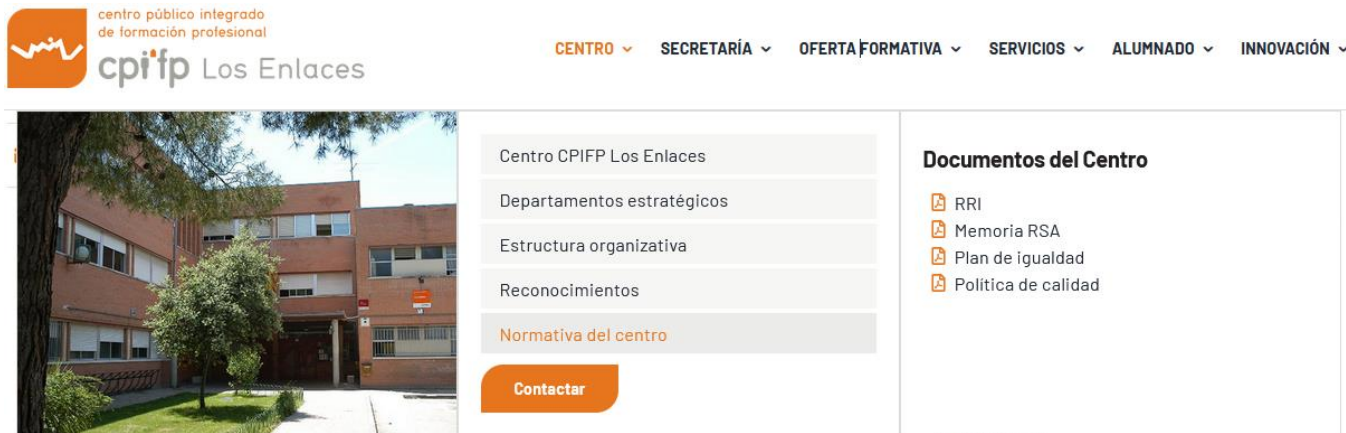 centro público integrado
de formación profesional
cpifp Los Enlaces
CENTRO
SECRETARÍA
OFERTA FORMATIVA
SERVICIOS
ALUMNADO
INNOVACIÓN
Centro CPIFP Los Enlaces
Departamentos estratégicos
Estructura organizativa
Reconocimientos
Normativa del centro
Contactar
Documentos del Centro
RRI
Memoria RSA
Plan de igualdad
Política de calidad